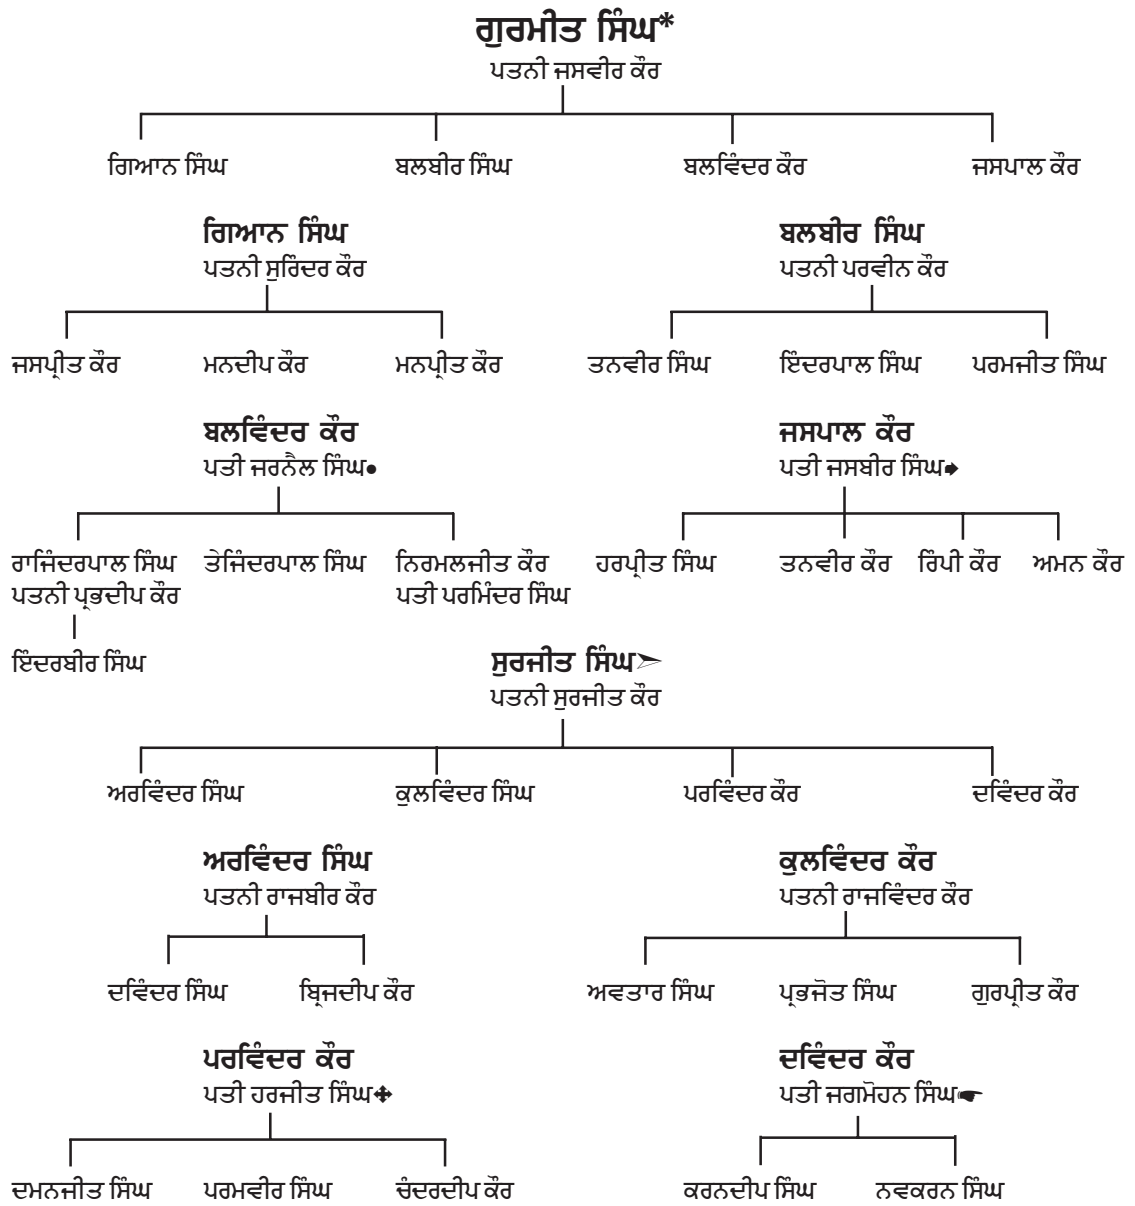 ਗੁਰਮੀਤ ਸਿੰਘ*
ਪਤਨੀ ਜਸਵੀਰ ਕੌਰ
ਗਿਆਨ ਸਿੰਘ ਬਲਬੀਰ ਸਿੰਘ ਬਲਵਿੰਦਰ ਕੌਰ ਜਸਪਾਲ ਕੌਰ
ਗਿਆਨ ਸਿੰਘ ਬਲਬੀਰ ਸਿੰਘ
ਪਤਨੀ ਸੁਰਿੰਦਰ ਕੌਰ ਪਤਨੀ ਪਰਵੀਨ ਕੌਰ
ਜਸਪ੍ਰੀਤ ਕੌਰ ਮਨਦੀਪ ਕੌਰ ਮਨਪ੍ਰੀਤ ਕੌਰ ਤਨਵੀਰ ਸਿੰਘ ਇੰਦਰਪਾਲ ਸਿੰਘ ਪਰਮਜੀਤ ਸਿੰਘ
ਬਲਵਿੰਦਰ ਕੌਰ ਜਸਪਾਲ ਕੌਰ
ਪਤੀ ਜਰਨੈਲ ਸਿੰਘ● ਪਤੀ ਜਸਬੀਰ ਸਿੰਘ➧
ਰਾਜਿੰਦਰਪਾਲ ਸਿੰਘ ਤੇਜਿੰਦਰਪਾਲ ਸਿੰਘ ਨਿਰਮਲਜੀਤ ਕੌਰ ਹਰਪ੍ਰੀਤ ਸਿੰਘ ਤਨਵੀਰ ਕੌਰ ਰਿੰਪੀ ਕੌਰ ਅਮਨ ਕੌਰ
ਪਤਨੀ ਪ੍ਰਭਦੀਪ ਕੌਰ ਪਤੀ ਪਰਮਿੰਦਰ ਸਿੰਘ
ਇੰਦਰਬੀਰ ਸਿੰਘ ਸੁਰਜੀਤ ਸਿੰਘ➣
ਪਤਨੀ ਸੁਰਜੀਤ ਕੌਰ
ਅਰਵਿੰਦਰ ਸਿੰਘ ਕੁਲਵਿੰਦਰ ਸਿੰਘ ਪਰਵਿੰਦਰ ਕੌਰ ਦਵਿੰਦਰ ਕੌਰ
ਅਰਵਿੰਦਰ ਸਿੰਘ ਕੁਲਵਿੰਦਰ ਕੌਰ
ਪਤਨੀ ਰਾਜਬੀਰ ਕੌਰ ਪਤਨੀ ਰਾਜਵਿੰਦਰ ਕੌਰ
ਦਵਿੰਦਰ ਸਿੰਘ ਬ੍ਰਿਜਦੀਪ ਕੌਰ ਅਵਤਾਰ ਸਿੰਘ ਪ੍ਰਭਜੋਤ ਸਿੰਘ ਗੁਰਪ੍ਰੀਤ ਕੌਰ
ਪਰਵਿੰਦਰ ਕੌਰ ਦਵਿੰਦਰ ਕੌਰ
ਪਤੀ ਹਰਜੀਤ ਸਿੰਘ✥ ਪਤੀ ਜਗਮੋਹਨ ਸਿੰਘ☛
ਦਮਨਜੀਤ ਸਿੰਘ ਪਰਮਵੀਰ ਸਿੰਘ ਚੰਦਰਦੀਪ ਕੌਰ ਕਰਨਦੀਪ ਸਿੰਘ ਨਵਕਰਨ ਸਿੰਘ